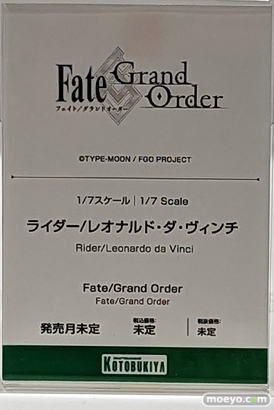 Fate Grand Order
フェイト/グランドオーダー
©TYPE-MOON / FGO PROJECT
1/7スケール | 1/7 Scale
ライダー/レオナルド・ダ・ヴィンチ
Rider/Leonardo da Vinci
Fate/Grand Order
Fate/Grand Order
発売月未定 税込価格: 未定 税抜価格: 未定
KOTOBUKIYA
moeyo.com